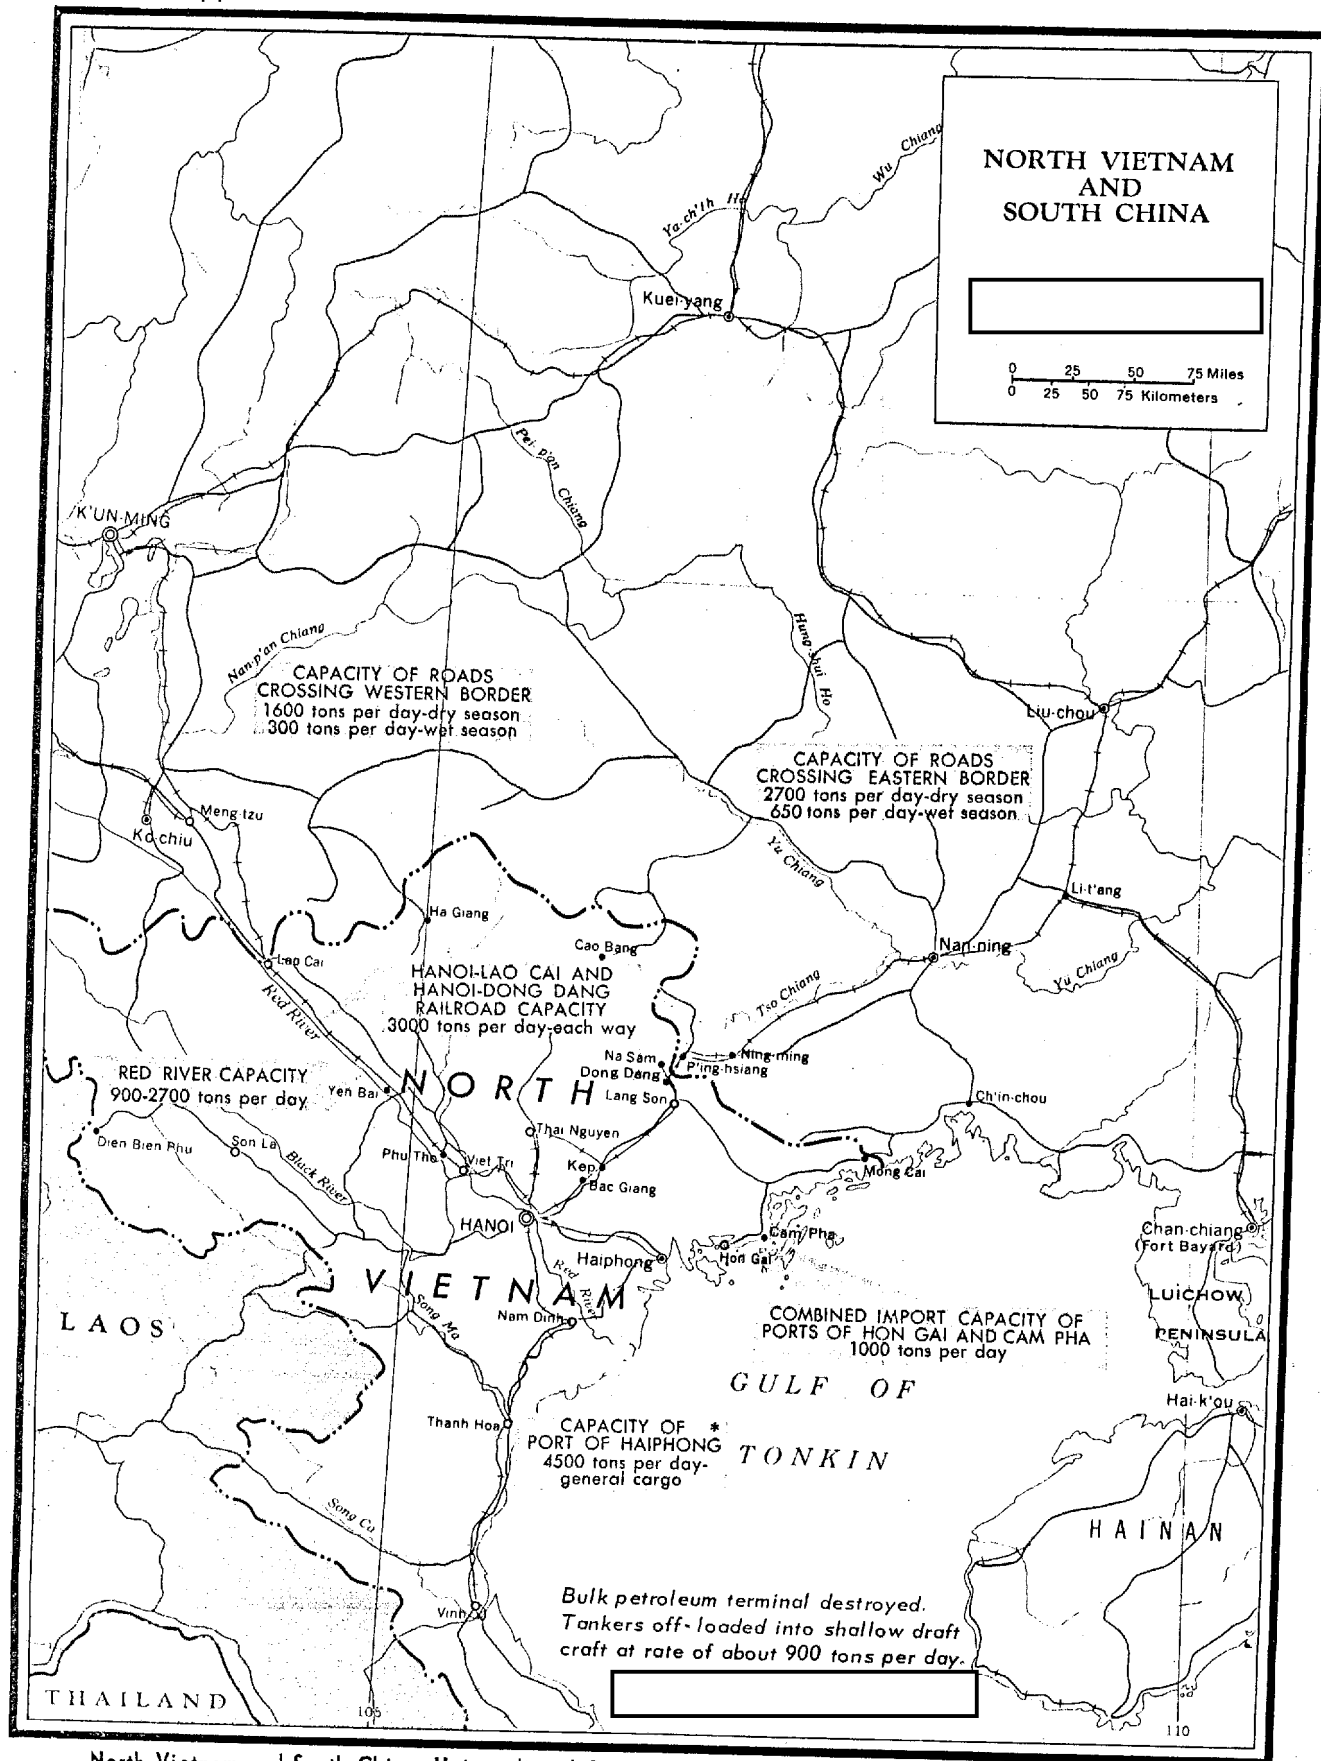 NORTH VIETNAM
AND
SOUTH CHINA
0 25 50 75 Miles
0 25 50 75 Kilometers
Wu Chiang
Ya-ch'ih H
Kuei-yang
Pei-p'an Chiang
K'UN-MING
Nan-p'an Chiang
Hung-shui Ho
CAPACITY OF ROADS
CROSSING WESTERN BORDER
1600 tons per day-dry season
300 tons per day-wet season
Liu-chou
CAPACITY OF ROADS
CROSSING EASTERN BORDER
2700 tons per day-dry season
650 tons per day-wet season
Meng-tzu
Ko-chiu
Yu Chiang
Li-t'ang
Ha Giang
Cao Bang
Nan-ning
Lao Cai
Yu Chiang
HANOI-LAO CAI AND
HANOI-DONG DANG
RAILROAD CAPACITY
3000 tons per day-each way
Tso Chiang
Red River
Na Sam
Ning-ming
Dong Dang
P'ing-hsiang
RED RIVER CAPACITY
900-2700 tons per day
Yen Bai
NORTH
Lang Son
Ch'in-chou
Dien Bien Phu
Son La
Black River
Thai Nguyen
Phu Tho
Viet Tri
Kep
Mong Cai
Bac Giang
HANOI
Cam Pha
Chan-chiang
(Fort Bayard)
Haiphong
Hon Gai
Red River
VIETNAM
LUICHOW
PENINSULA
LAOS
Song Ma
Nam Dinh
COMBINED IMPORT CAPACITY OF
PORTS OF HON GAI AND CAM PHA
1000 tons per day
GULF OF
TONKIN
Hai-k'ou
Thanh Hoa
CAPACITY OF *
PORT OF HAIPHONG
4500 tons per day-
general cargo
Song Ca
HAINAN
Vinh
Bulk petroleum terminal destroyed.
Tankers off-loaded into shallow draft
craft at rate of about 900 tons per day.
THAILAND
105
110